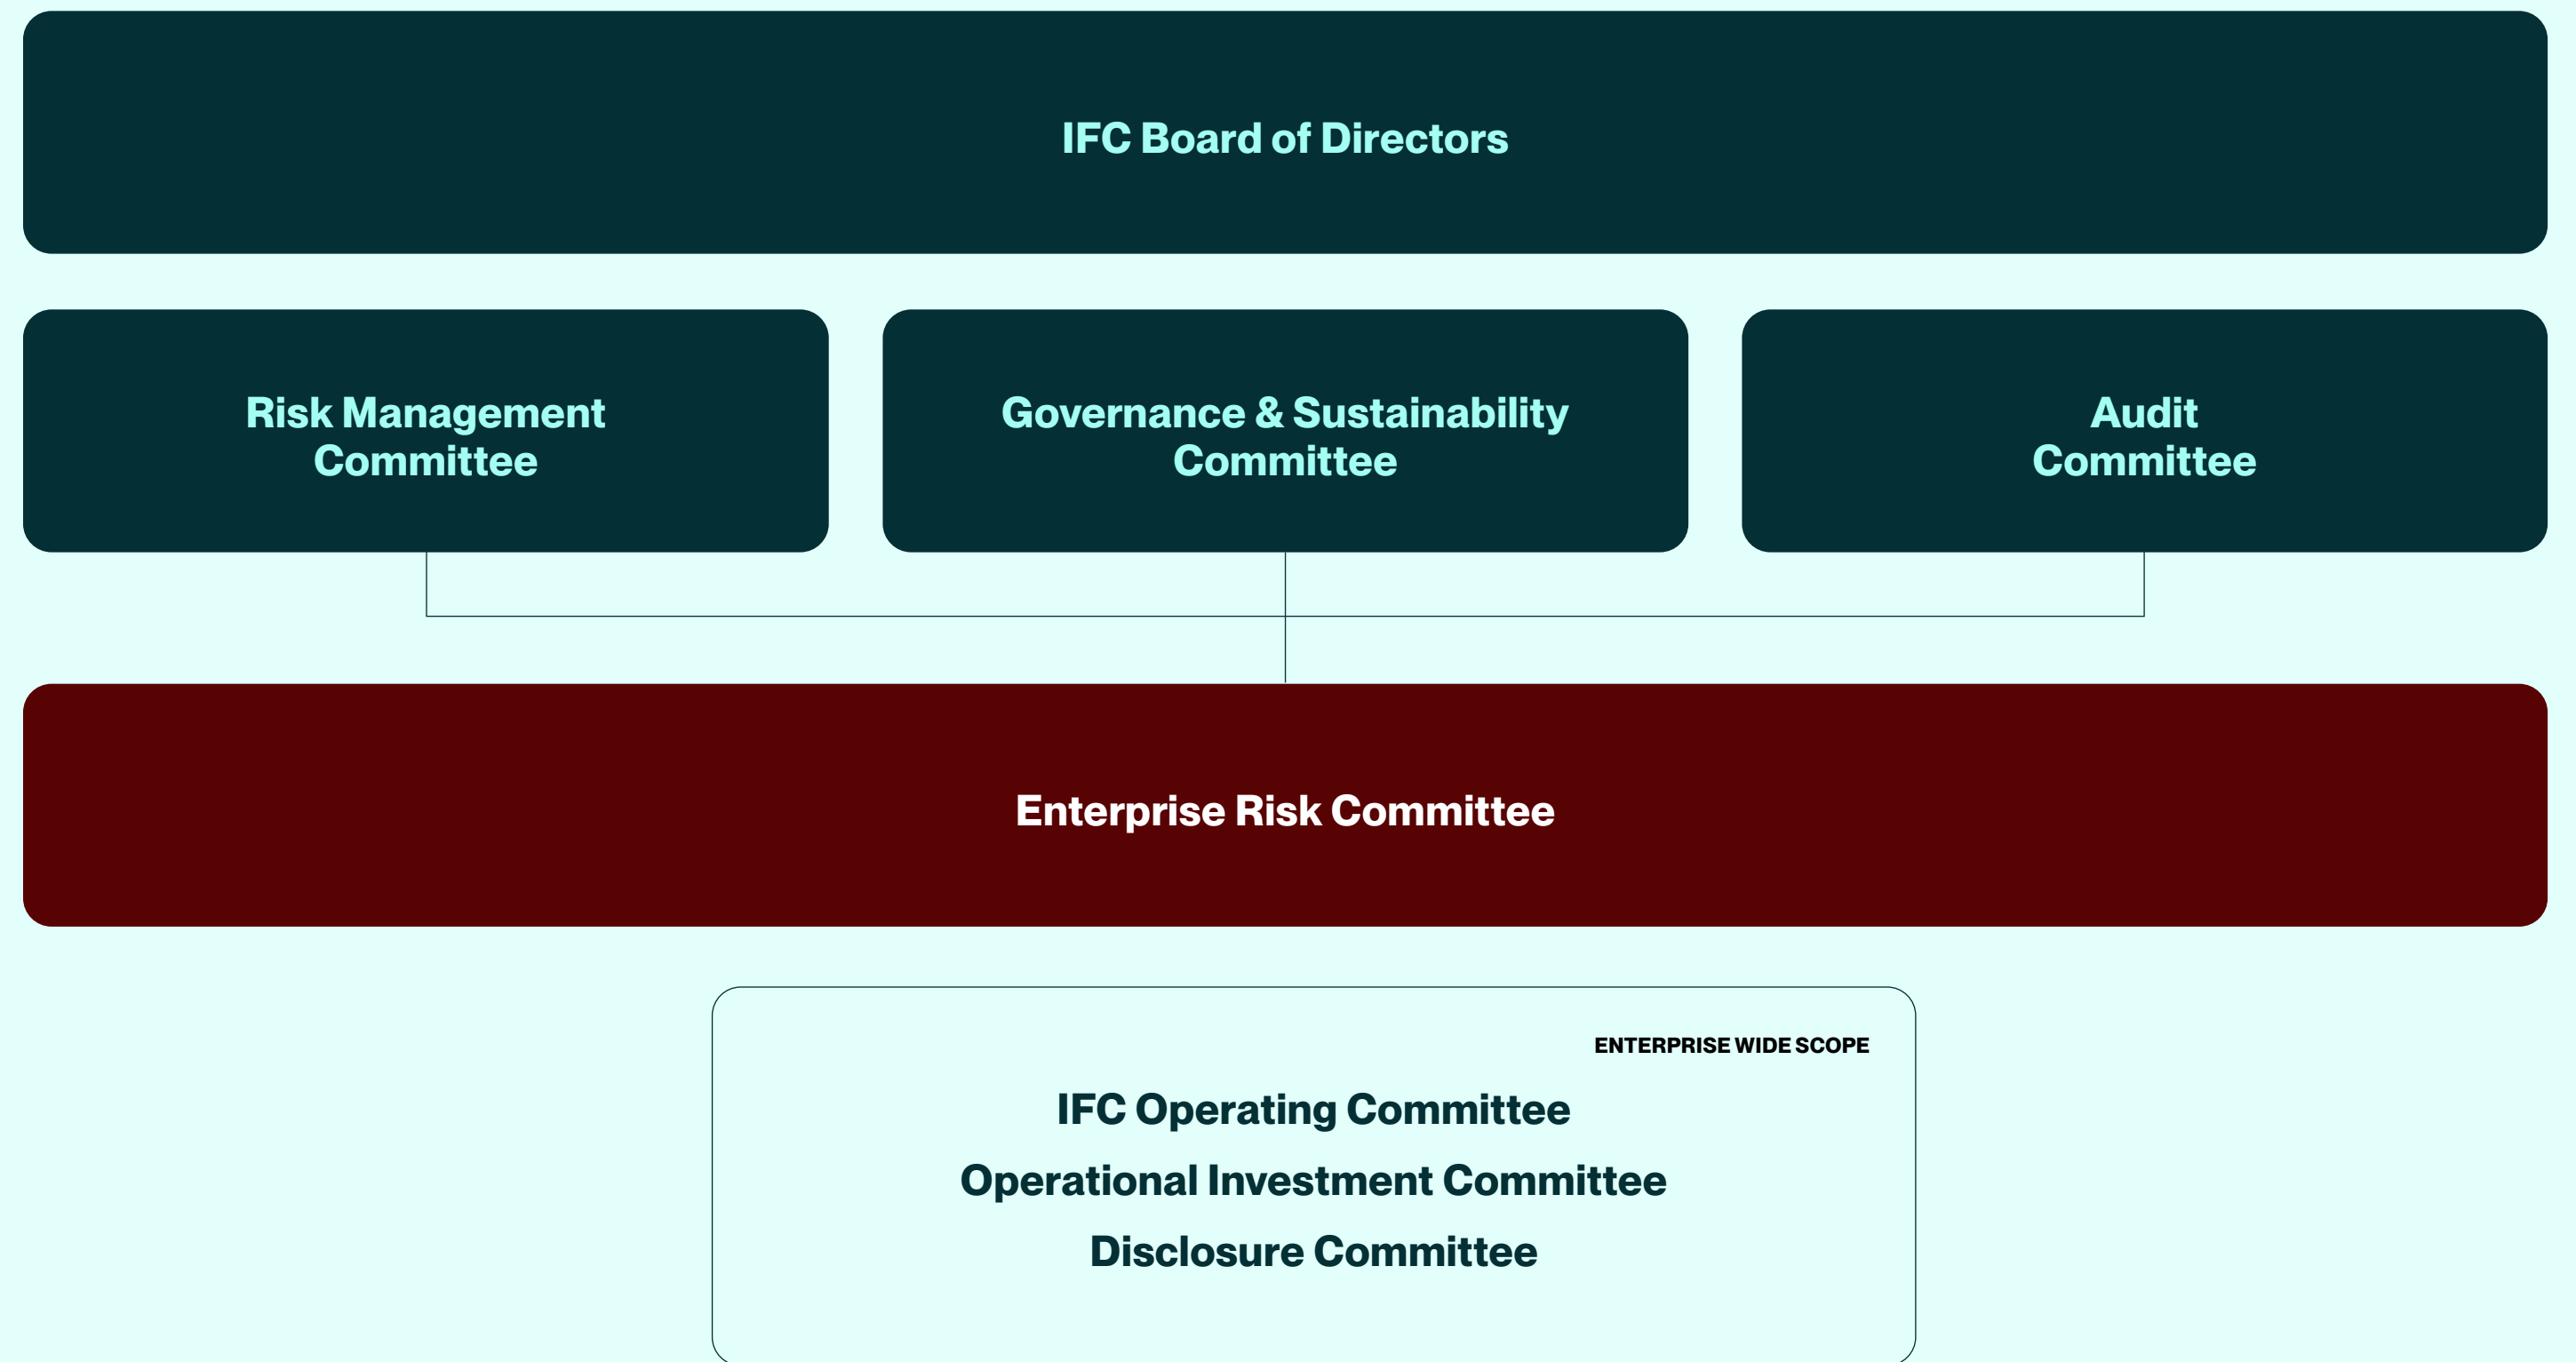 IFC Board of Directors
Risk Management
Committee
Governance & Sustainability
Committee
Audit
Committee
Enterprise Risk Committee
ENTERPRISE WIDE SCOPE
IFC Operating Committee
Operational Investment Committee
Disclosure Committee